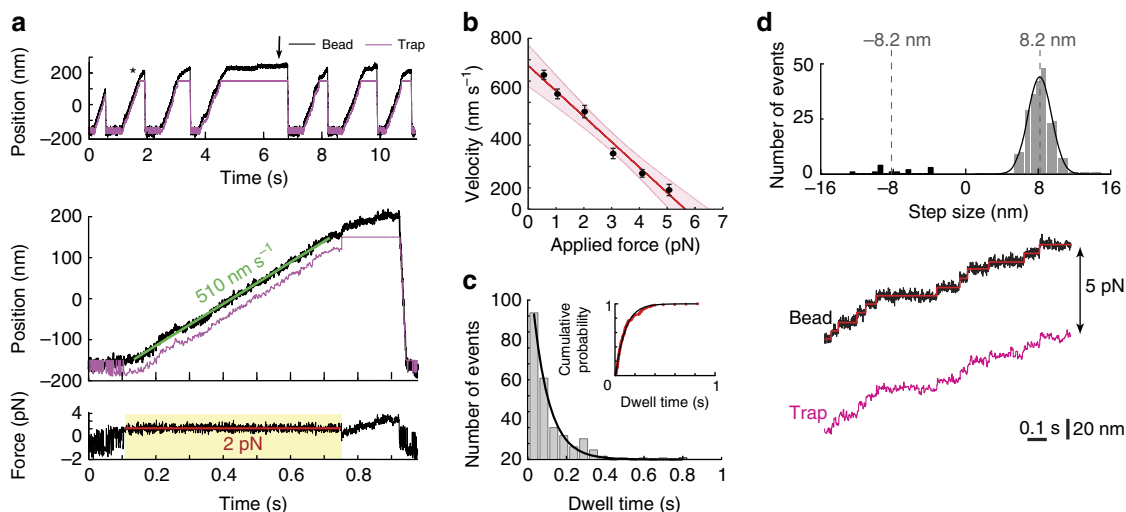 a
Bead
Trap
Position (nm)
200
0
–200
*
0 2 4 6 8 10
Time (s)
Position (nm)
200
100
0
−100
−200
510 nm s⁻¹
Force (pN)
4
2
0
−2
2 pN
0 0.2 0.4 0.6 0.8
Time (s)
b
Velocity (nm s⁻¹)
800
600
400
200
0
0 1 2 3 4 5 6 7
Applied force (pN)
c
Number of events
100
80
60
40
20
0 0.2 0.4 0.6 0.8 1
Dwell time (s)
Cumulative
probability
1
0
0 1
Dwell time (s)
d
Number of events
50
25
0
–8.2 nm
8.2 nm
−16 −8 0 8 16
Step size (nm)
Bead
5 pN
Trap
0.1 s
20 nm